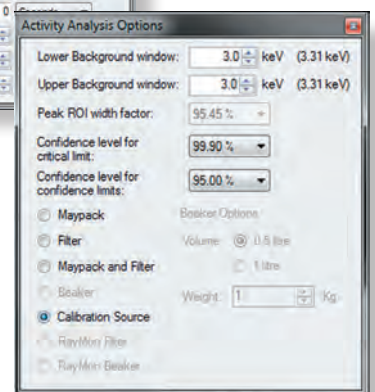 0 Seconds
Activity Analysis Options
Lower Background window: 3.0 keV (3.31 keV)
Upper Background window: 3.0 keV (3.31 keV)
Peak ROI width factor: 95.45 %
Confidence level for
critical limit: 99.90 %
Confidence level for
confidence limits: 95.00 %
Maypack Beaker Options
Filter Volume: 0.5 litre
Maypack and Filter 1 litre
Beaker Weight: 1 Kg
Calibration Source
RayMon Filter
RayMon Beaker